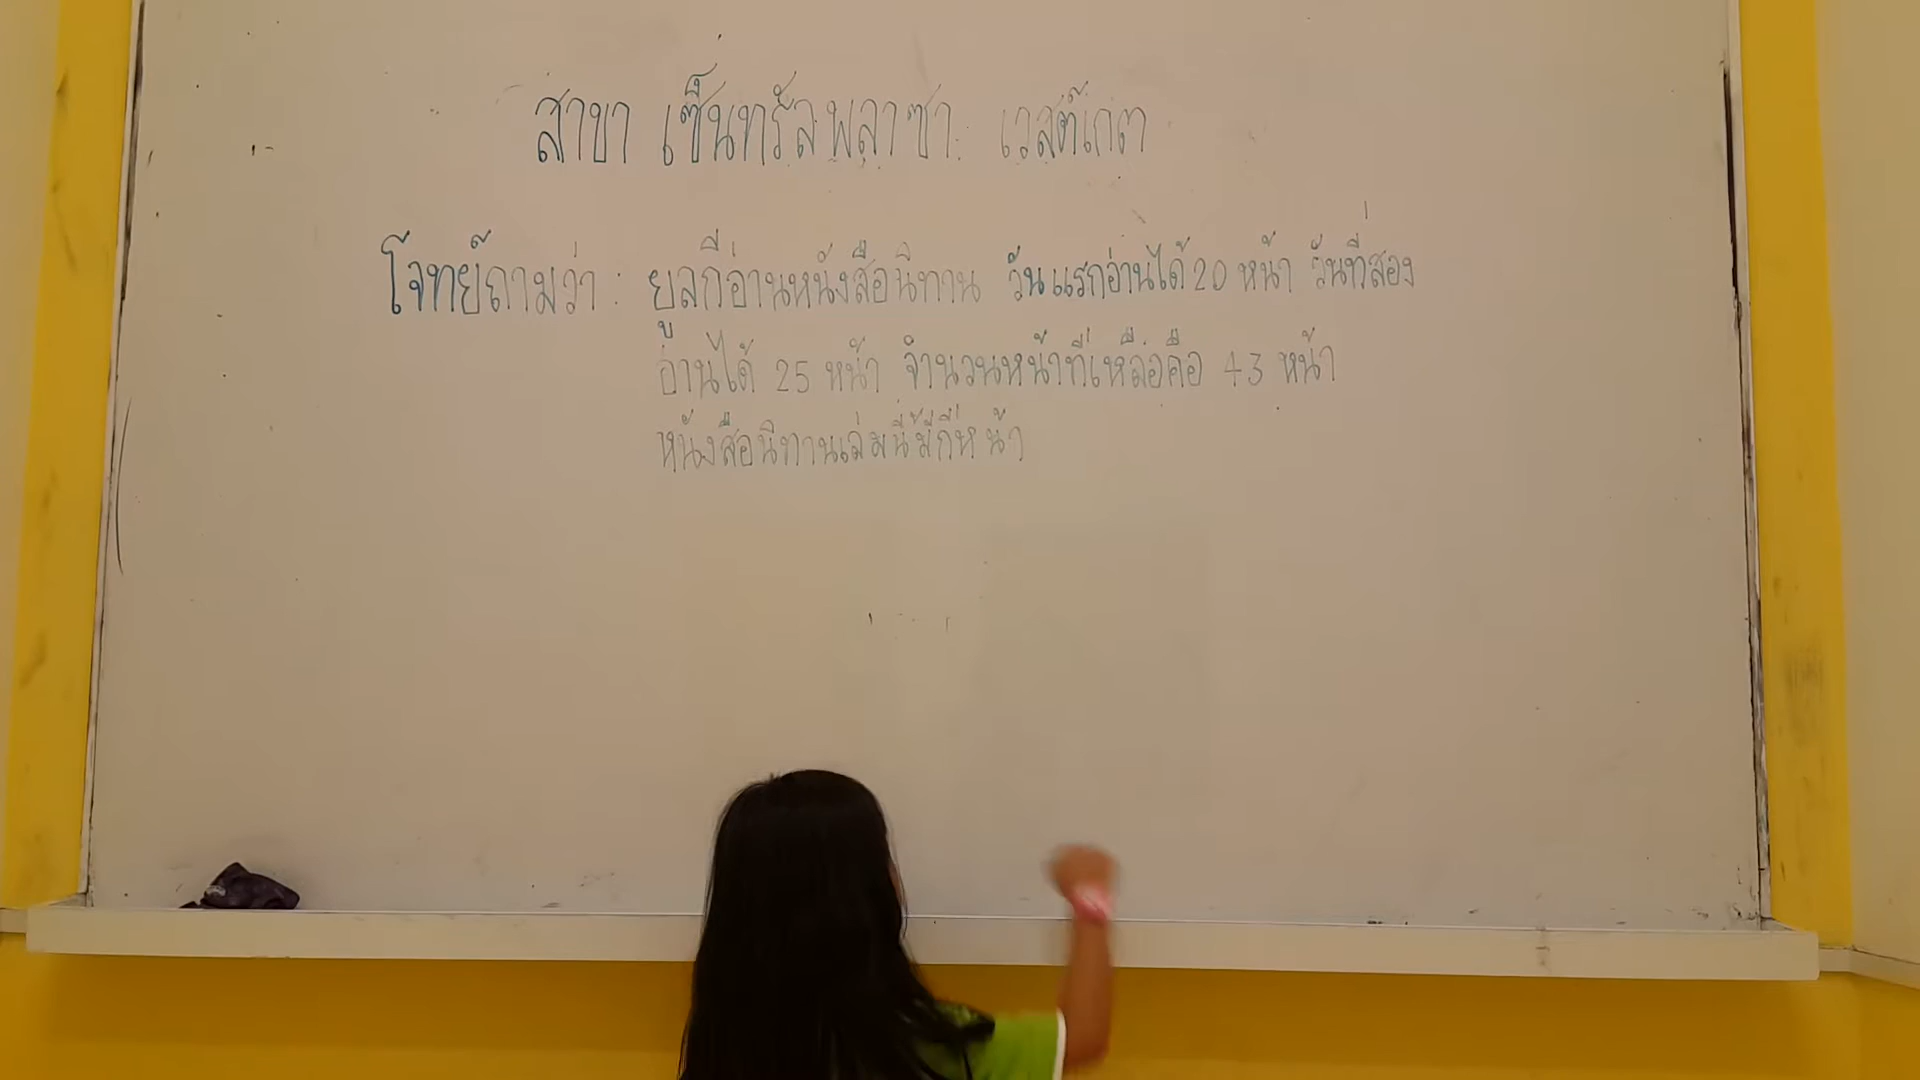 สาขา เซ็นทรัลพลาซา เวสต์เกต
โจทย์ถามว่า : ยูลกีอ่านหนังสือนิทาน วันแรกอ่านได้ 20 หน้า วันที่สอง
อ่านได้ 25 หน้า จำนวนหน้าที่เหลือคือ 43 หน้า
หนังสือนิทานเล่มนี้มีกี่หน้า